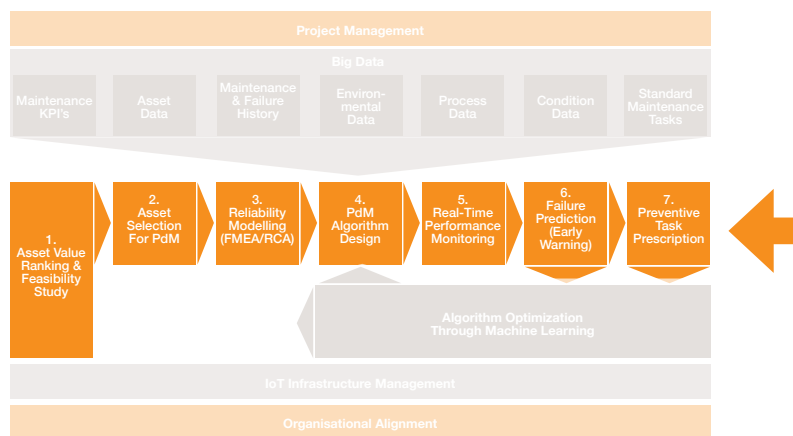 Project Management
Big Data
Maintenance
KPI's
Asset
Data
Maintenance
& Failure
History
Environ-
mental
Data
Process
Data
Condition
Data
Standard
Maintenance
Tasks
1.
Asset Value
Ranking &
Feasibility
Study
2.
Asset
Selection
For PdM
3.
Reliability
Modelling
(FMEA/RCA)
4.
PdM
Algorithm
Design
5.
Real-Time
Performance
Monitoring
6.
Failure
Prediction
(Early
Warning)
7.
Preventive
Task
Prescription
Algorithm Optimization
Through Machine Learning
IoT Infrastructure Management
Organisational Alignment